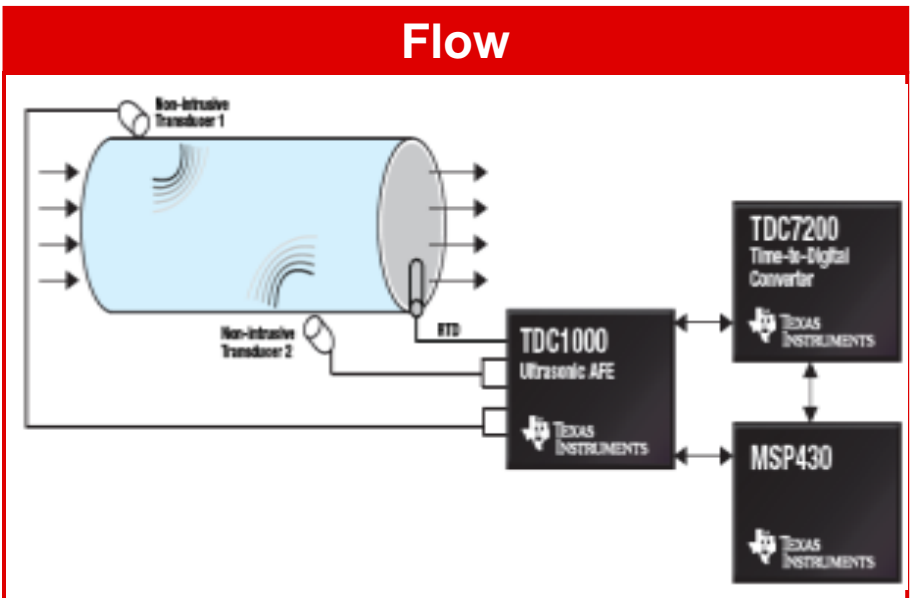 Flow
Non-intrusive
Transducer 1
Non-intrusive
Transducer 2
RTD
TDC1000
Ultrasonic AFE
TEXAS
INSTRUMENTS
TDC7200
Time-to-Digital
Converter
TEXAS
INSTRUMENTS
MSP430
TEXAS
INSTRUMENTS